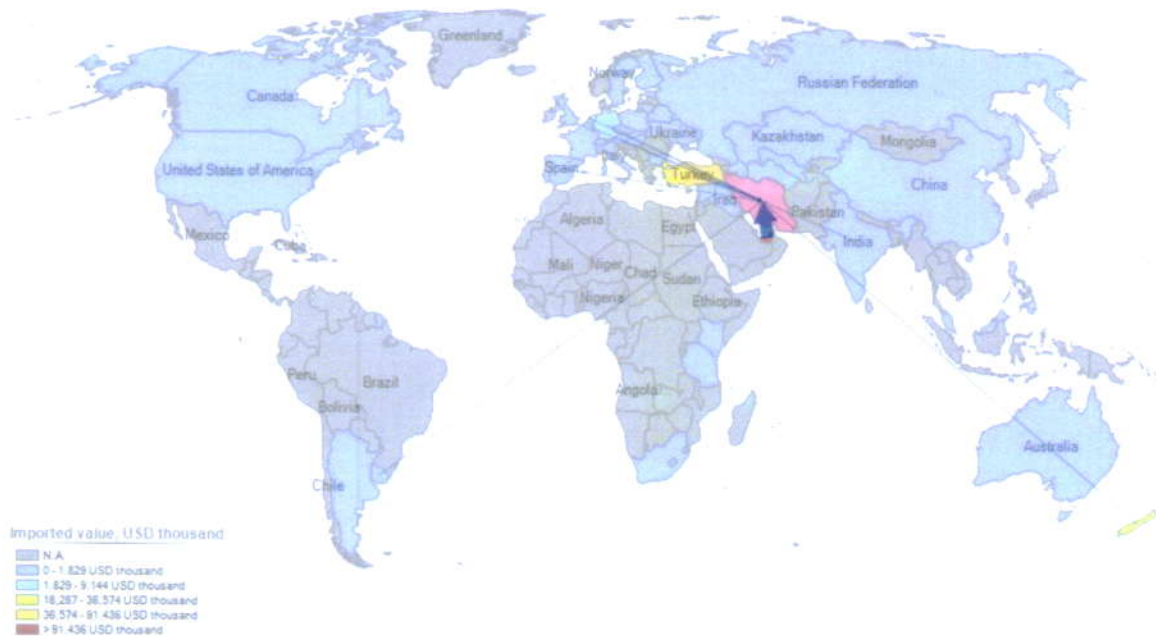 Greenland
Norway
Russian Federation
Canada
Ukraine
Kazakhstan
Mongolia
United States of America
Spain
Turkey
China
Iraq
Pakistan
Algeria
Egypt
Mexico
Cuba
India
Mali
Niger
Chad
Sudan
Nigeria
Ethiopia
Peru
Brazil
Angola
Bolivia
Australia
Chile
Imported value, USD thousand
N.A
0 - 1.829 USD thousand
1.829 - 9.144 USD thousand
18,287 - 36,574 USD thousand
36,574 - 91.436 USD thousand
> 91.436 USD thousand